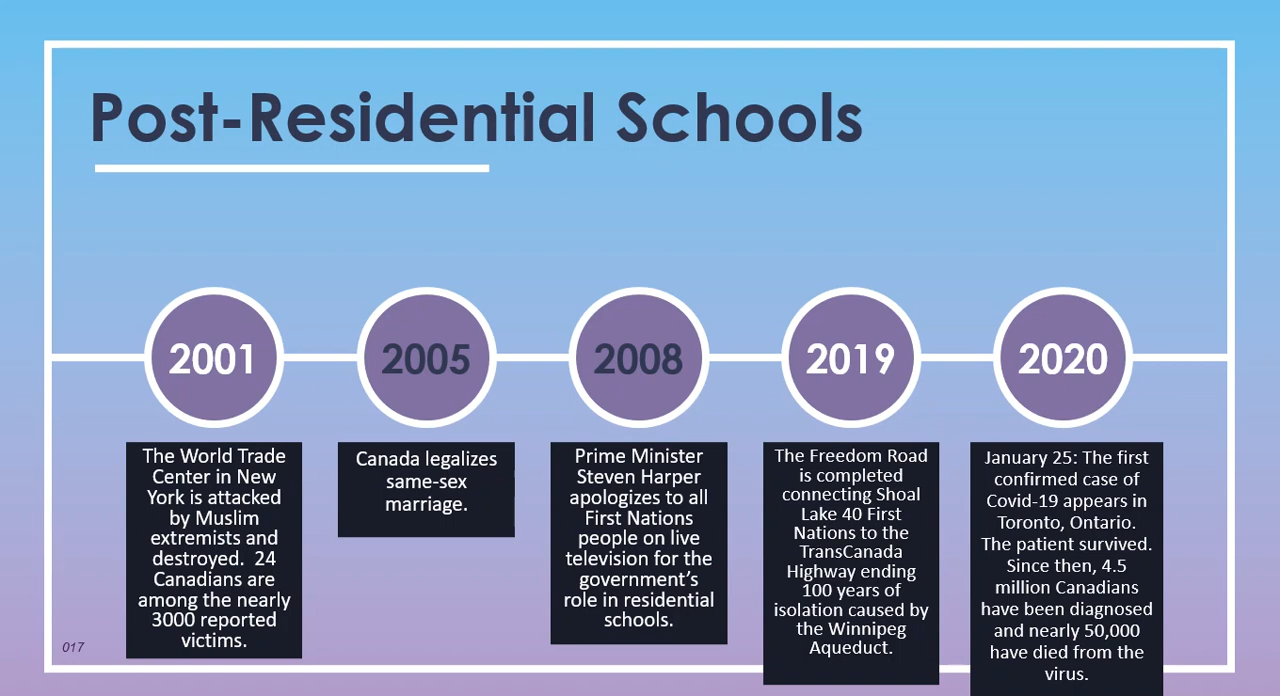 Post-Residential Schools
2001
2005
2008
2019
2020
The World Trade
Center in New
York is attacked
by Muslim
extremists and
destroyed.  24
Canadians are
among the nearly
3000 reported
victims.
Canada legalizes
same-sex
marriage.
Prime Minister
Steven Harper
apologizes to all
First Nations
people on live
television for the
government’s
role in residential
schools.
The Freedom Road
is completed
connecting Shoal
Lake 40 First
Nations to the
TransCanada
Highway ending
100 years of
isolation caused by
the Winnipeg
Aqueduct.
January 25: The first
confirmed case of
Covid-19 appears in
Toronto, Ontario.
The patient survived.
Since then, 4.5
million Canadians
have been diagnosed
and nearly 50,000
have died from the
virus.
017